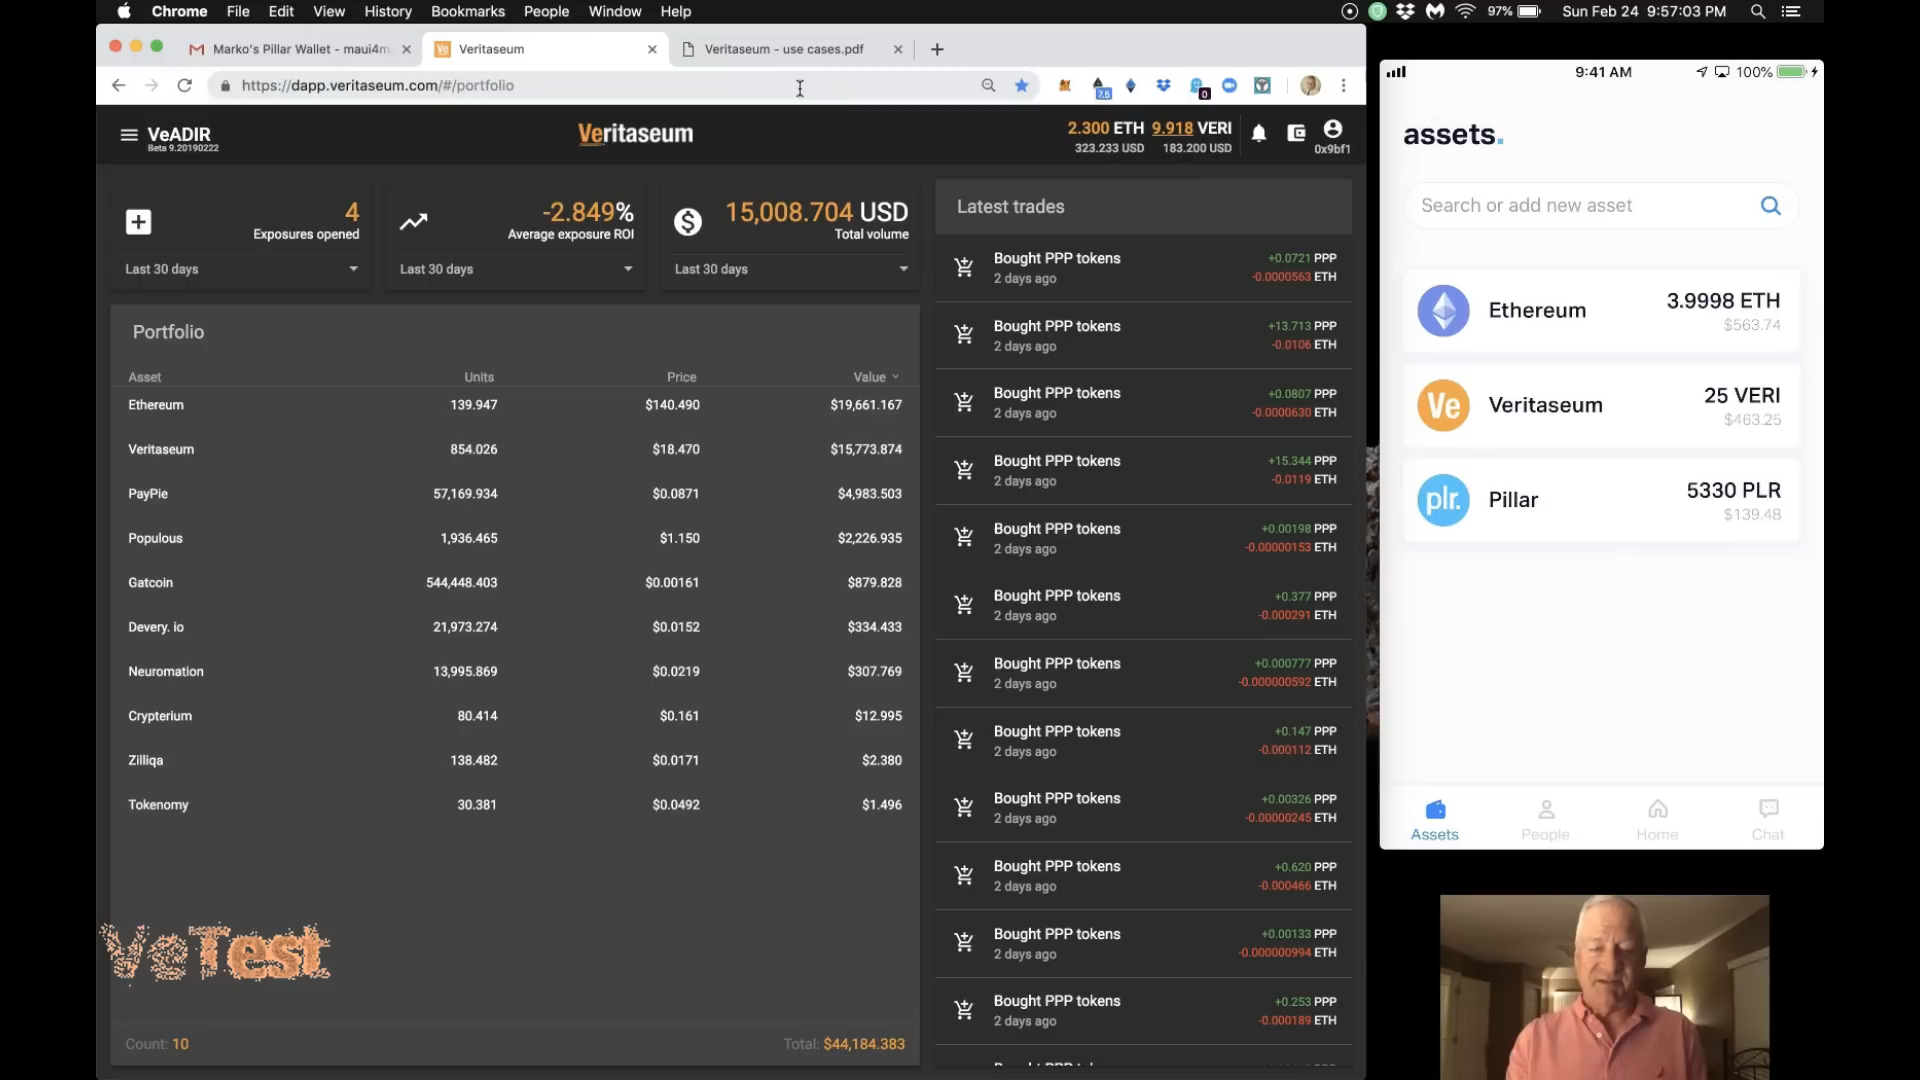 Chrome File Edit View History Bookmarks People Window Help
97% Sun Feb 24 9:57:03 PM
Marko's Pillar Wallet - maui4m
Ve Veritaseum
Veritaseum - use cases.pdf
https://dapp.veritaseum.com/#/portfolio
7.5
0
VeADIR
Beta 9.20190222
Veritaseum
2.300 ETH 9.918 VERI
323.233 USD 183.200 USD
0x9bf1
4
Exposures opened
Last 30 days
-2.849%
Average exposure ROI
Last 30 days
15,008.704 USD
Total volume
Last 30 days
Portfolio
Asset Units Price Value
Ethereum 139.947 $140.490 $19,661.167
Veritaseum 854.026 $18.470 $15,773.874
PayPie 57,169.934 $0.0871 $4,983.503
Populous 1,936.465 $1.150 $2,226.935
Gatcoin 544,448.403 $0.00161 $879.828
Devery. io 21,973.274 $0.0152 $334.433
Neuromation 13,995.869 $0.0219 $307.769
Crypterium 80.414 $0.161 $12.995
Zilliqa 138.482 $0.0171 $2.380
Tokenomy 30.381 $0.0492 $1.496
VeTest
Count: 10 Total: $44,184.383
Latest trades
Bought PPP tokens +0.0721 PPP
2 days ago -0.0000563 ETH
Bought PPP tokens +13.713 PPP
2 days ago -0.0106 ETH
Bought PPP tokens +0.0807 PPP
2 days ago -0.0000630 ETH
Bought PPP tokens +15.344 PPP
2 days ago -0.0119 ETH
Bought PPP tokens +0.00198 PPP
2 days ago -0.00000153 ETH
Bought PPP tokens +0.377 PPP
2 days ago -0.000291 ETH
Bought PPP tokens +0.000777 PPP
2 days ago -0.000000592 ETH
Bought PPP tokens +0.147 PPP
2 days ago -0.000112 ETH
Bought PPP tokens +0.00326 PPP
2 days ago -0.00000245 ETH
Bought PPP tokens +0.620 PPP
2 days ago -0.000466 ETH
Bought PPP tokens +0.00133 PPP
2 days ago -0.000000994 ETH
Bought PPP tokens +0.253 PPP
2 days ago -0.000189 ETH
9:41 AM 100%
assets.
Search or add new asset
Ethereum 3.9998 ETH
$563.74
Ve Veritaseum 25 VERI
$463.25
plr. Pillar 5330 PLR
$139.48
Assets People Home Chat